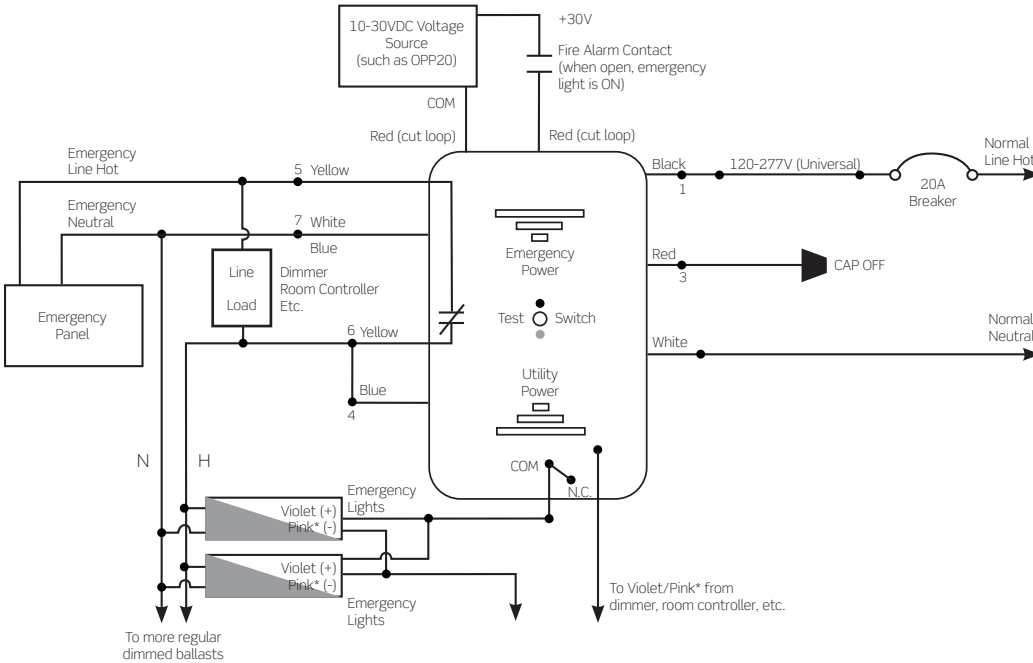 10-30VDC Voltage
Source
(such as OPP20)
+30V
Fire Alarm Contact
(when open, emergency
light is ON)
COM
Red (cut loop)
Red (cut loop)
Emergency
Line Hot
5 Yellow
Emergency
Neutral
7 White
Blue
Black
1
120-277V (Universal)
20A
Breaker
Normal
Line Hot
Line
Load
Dimmer
Room Controller
Etc.
Emergency
Panel
Emergency
Power
Red
3
CAP OFF
Test
Switch
6 Yellow
White
Normal
Neutral
Blue
4
Utility
Power
N
H
COM
N.C.
Emergency
Lights
Violet (+)
Pink* (-)
Violet (+)
Pink* (-)
Emergency
Lights
To Violet/Pink* from
dimmer, room controller, etc.
To more regular
dimmed ballasts